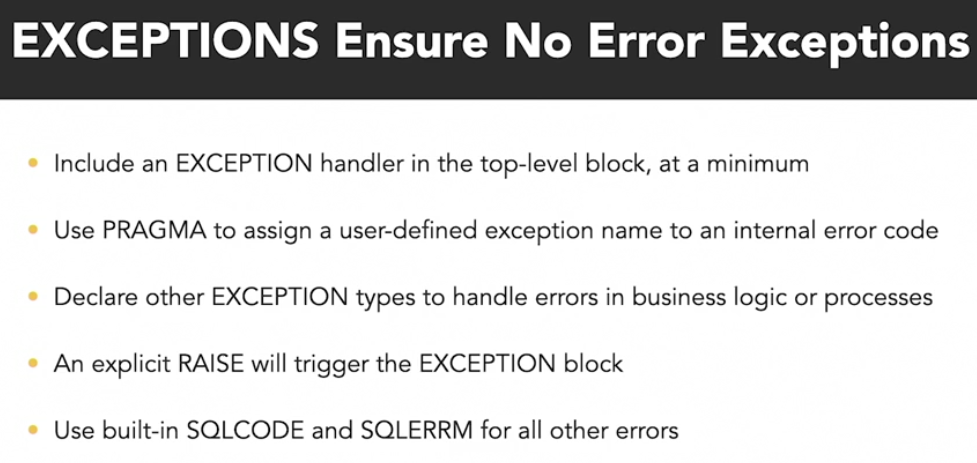 EXCEPTIONS Ensure No Error Exceptions
• Include an EXCEPTION handler in the top-level block, at a minimum
• Use PRAGMA to assign a user-defined exception name to an internal error code
• Declare other EXCEPTION types to handle errors in business logic or processes
• An explicit RAISE will trigger the EXCEPTION block
• Use built-in SQLCODE and SQLERRM for all other errors